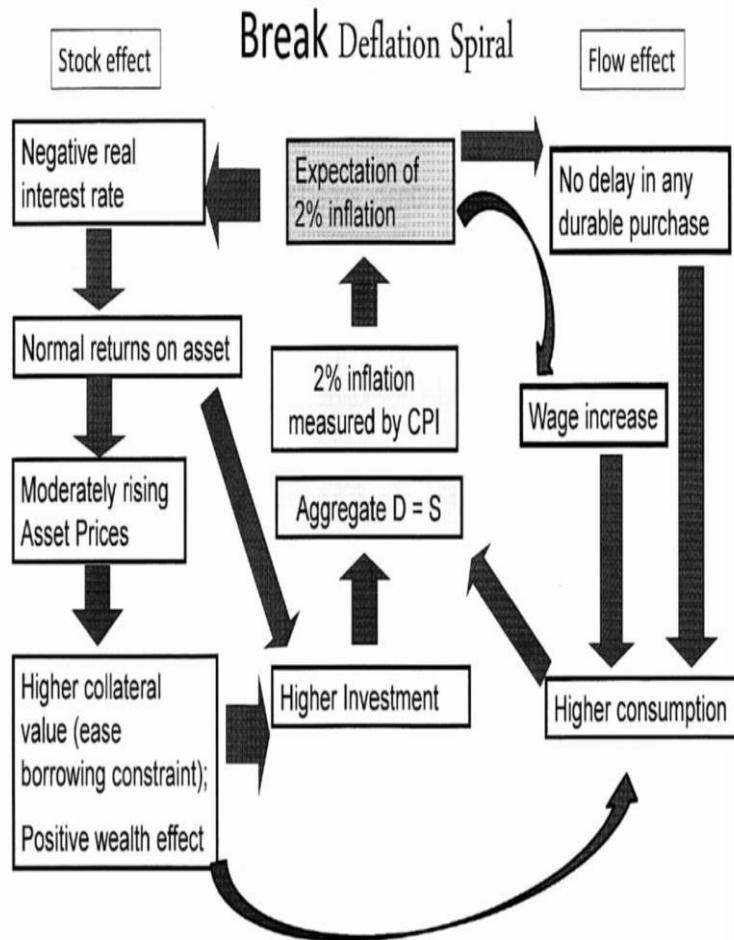 Break Deflation Spiral
Stock effect
Flow effect
Negative real
interest rate
Expectation of
2% inflation
No delay in any
durable purchase
Normal returns on asset
2% inflation
measured by CPI
Wage increase
Moderately rising
Asset Prices
Aggregate D = S
Higher collateral
value (ease
borrowing constraint);
Positive wealth effect
Higher Investment
Higher consumption